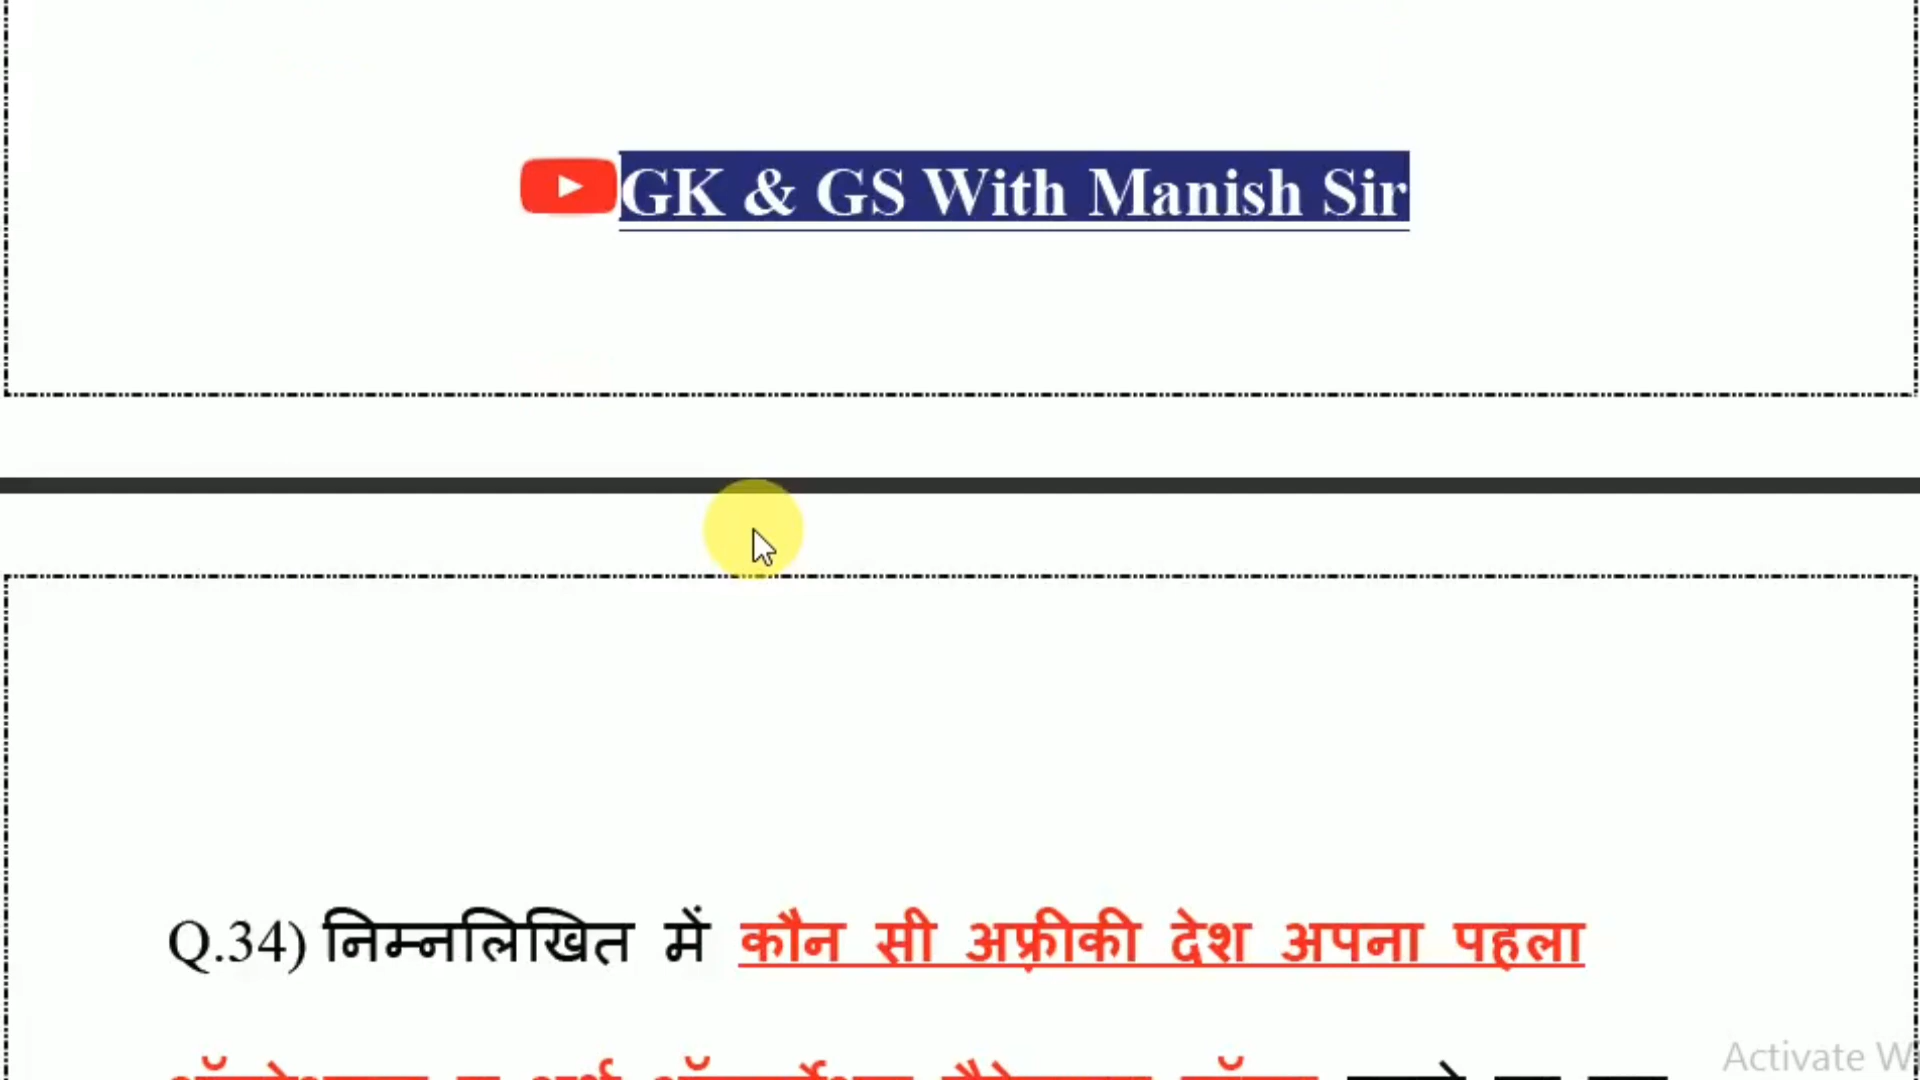 GK & GS With Manish Sir
Q.34) निम्नलिखित में कौन सी अफ्रीकी देश अपना पहला
Activate W